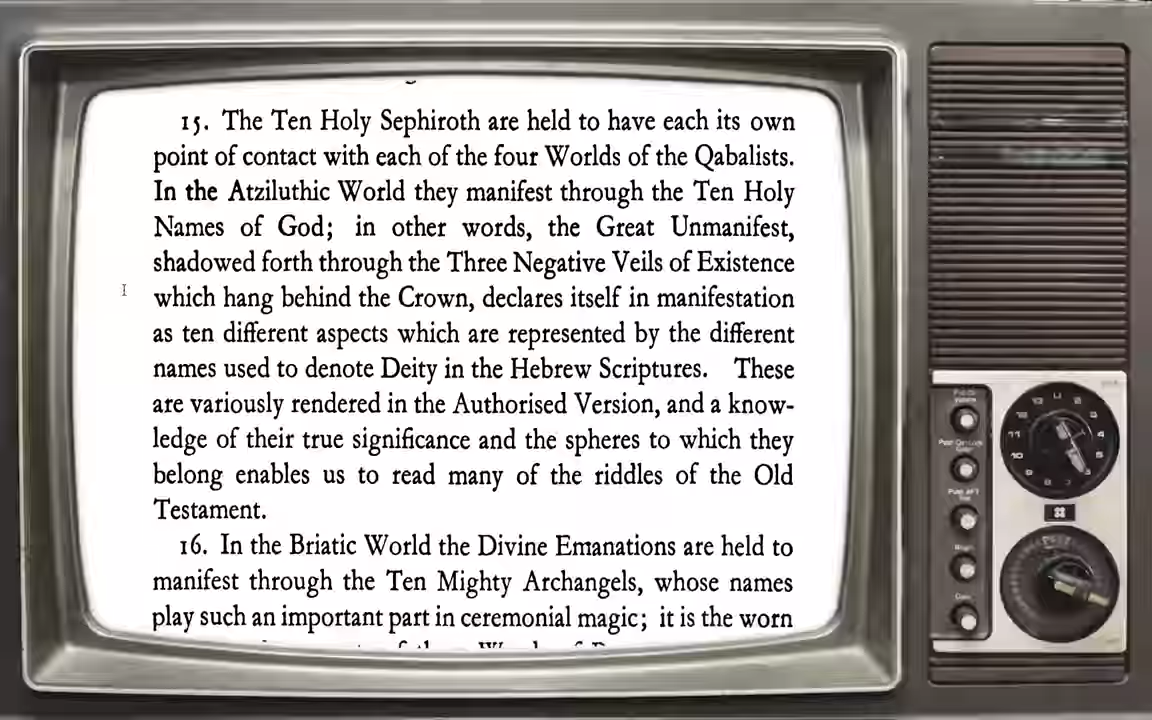 15. The Ten Holy Sephiroth are held to have each its own
point of contact with each of the four Worlds of the Qabalists.
In the Atziluthic World they manifest through the Ten Holy
Names of God; in other words, the Great Unmanifest,
shadowed forth through the Three Negative Veils of Existence
which hang behind the Crown, declares itself in manifestation
as ten different aspects which are represented by the different
names used to denote Deity in the Hebrew Scriptures. These
are variously rendered in the Authorised Version, and a know-
ledge of their true significance and the spheres to which they
belong enables us to read many of the riddles of the Old
Testament.
16. In the Briatic World the Divine Emanations are held to
manifest through the Ten Mighty Archangels, whose names
play such an important part in ceremonial magic; it is the worn